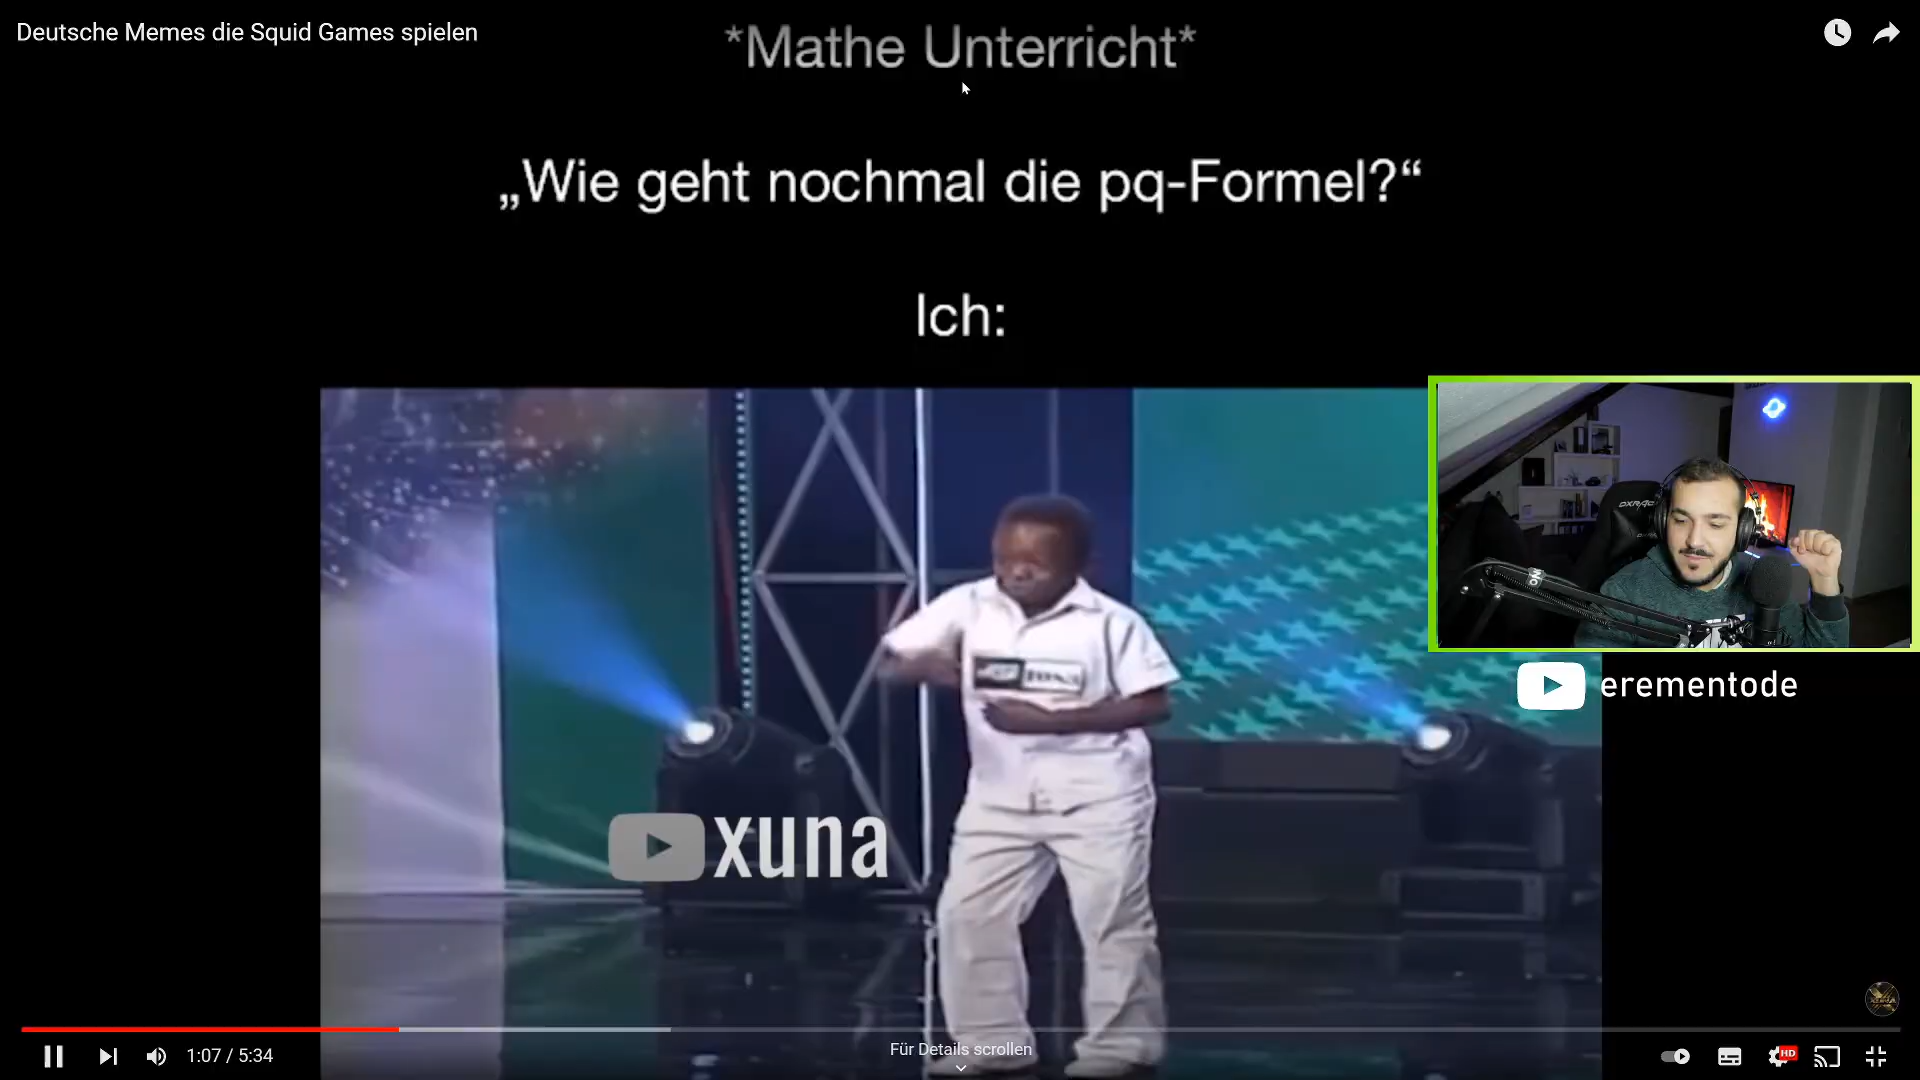 Deutsche Memes die Squid Games spielen
*Mathe Unterricht*
„Wie geht nochmal die pq-Formel?“
Ich:
erementode
xuna
1:07 / 5:34
Für Details scrollen
HD